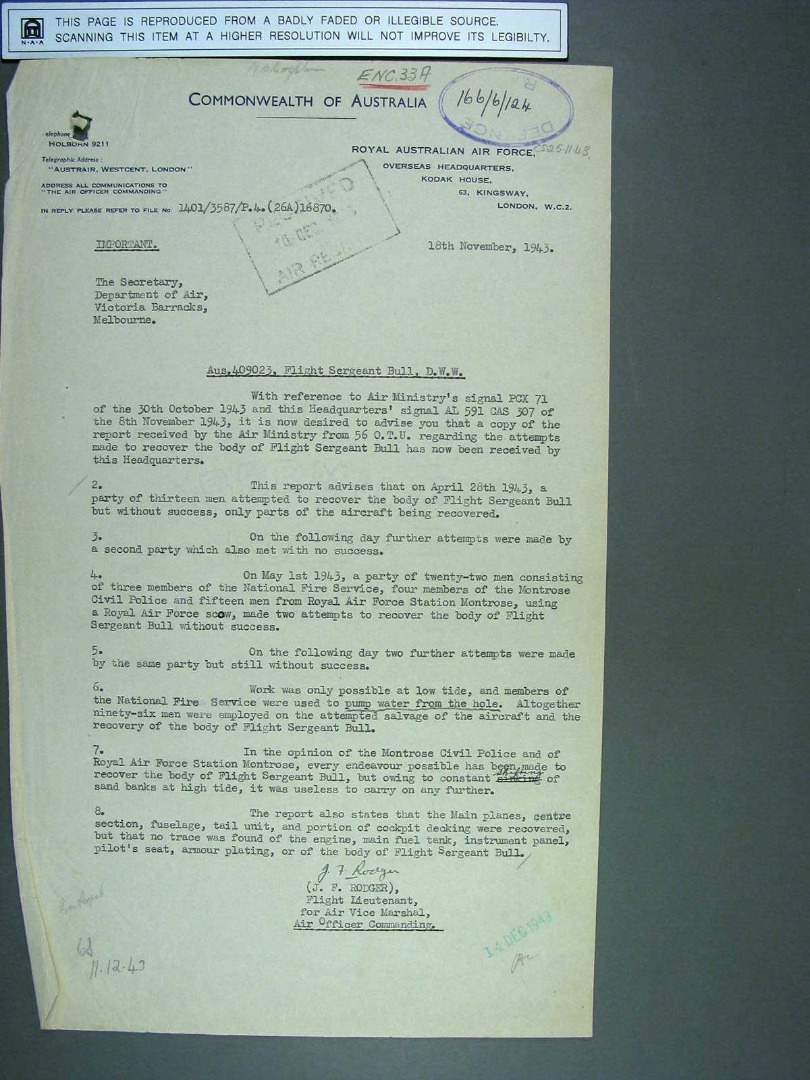 THIS PAGE IS REPRODUCED FROM A BADLY FADED OR ILLEGIBLE SOURCE.
SCANNING THIS ITEM AT A HIGHER RESOLUTION WILL NOT IMPROVE ITS LEGIBILTY.
N·A·A
ENC.33A
COMMONWEALTH OF AUSTRALIA
166/6/124
DEFENCE
elephone
HOLBORN 9211
Telegraphic Address:
"AUSTRAIR, WESTCENT, LONDON"
ADDRESS ALL COMMUNICATIONS TO
"THE AIR OFFICER COMMANDING."
ROYAL AUSTRALIAN AIR FORCE,
25.11.43
OVERSEAS HEADQUARTERS,
KODAK HOUSE,
63, KINGSWAY,
LONDON, W.C.2.
IN REPLY PLEASE REFER TO FILE No. 1401/3587/P.4.(26A)16870.
RECEIVED
10 DEC
AIR
IMPORTANT.
18th November, 1943.
The Secretary,
Department of Air,
Victoria Barracks,
Melbourne.
Aus.409023. Flight Sergeant Bull, D.W.W.
With reference to Air Ministry's signal PCX 71
of the 30th October 1943 and this Headquarters' signal AL 591 CAS 307 of
the 8th November 1943, it is now desired to advise you that a copy of the
report received by the Air Ministry from 56 O.T.U. regarding the attempts
made to recover the body of Flight Sergeant Bull has now been received by
this Headquarters.
2. This report advises that on April 28th 1943, a
party of thirteen men attempted to recover the body of Flight Sergeant Bull
but without success, only parts of the aircraft being recovered.
3. On the following day further attempts were made by
a second party which also met with no success.
4. On May 1st 1943, a party of twenty-two men consisting
of three members of the National Fire Service, four members of the Montrose
Civil Police and fifteen men from Royal Air Force Station Montrose, using
a Royal Air Force scow, made two attempts to recover the body of Flight
Sergeant Bull without success.
5. On the following day two further attempts were made
by the same party but still without success.
6. Work was only possible at low tide, and members of
the National Fire Service were used to pump water from the hole. Altogether
ninety-six men were employed on the attempted salvage of the aircraft and the
recovery of the body of Flight Sergeant Bull.
7. In the opinion of the Montrose Civil Police and of
Royal Air Force Station Montrose, every endeavour possible has been made to
recover the body of Flight Sergeant Bull, but owing to constant shifting of
sand banks at high tide, it was useless to carry on any further.
8. The report also states that the Main planes, centre
section, fuselage, tail unit, and portion of cockpit decking were recovered,
but that no trace was found of the engine, main fuel tank, instrument panel,
pilot's seat, armour plating, or of the body of Flight Sergeant Bull.
J. F. Rodger
(J. F. RODGER),
Flight Lieutenant,
for Air Vice Marshal,
Air Officer Commanding.
11.12.43
14 DEC 1943